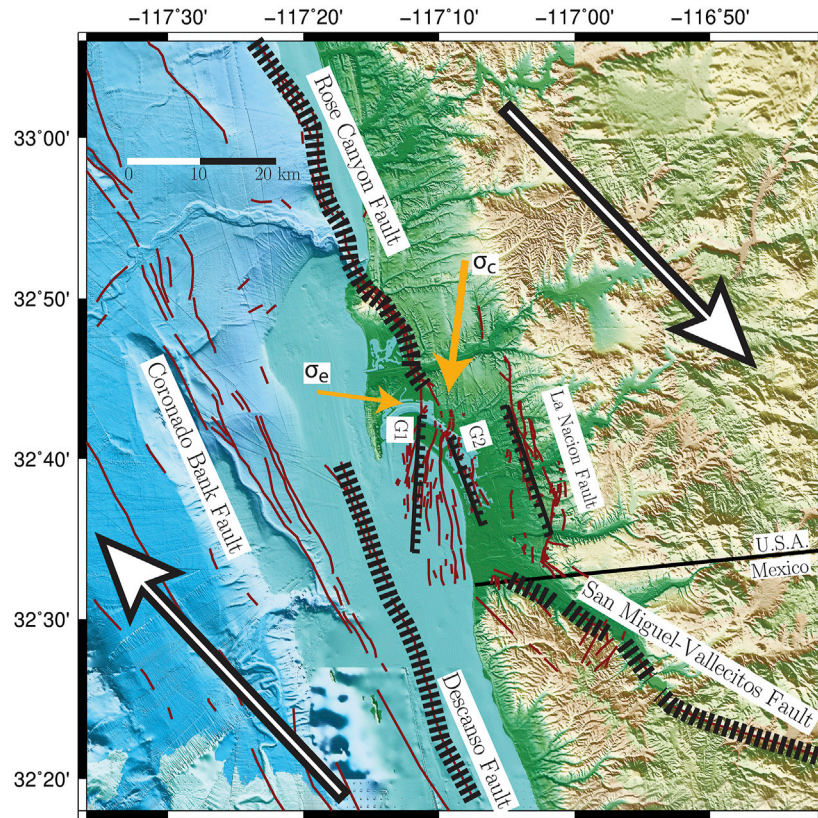 −117°30' −117°20' −117°10' −117°00' −116°50'
33°00'
32°50'
32°40'
32°30'
32°20'
0 10 20 km
Rose Canyon Fault
σc
σe
G1
G2
La Nacion Fault
Coronado Bank Fault
U.S.A.
Mexico
San Miguel-Vallecitos Fault
Descanso Fault